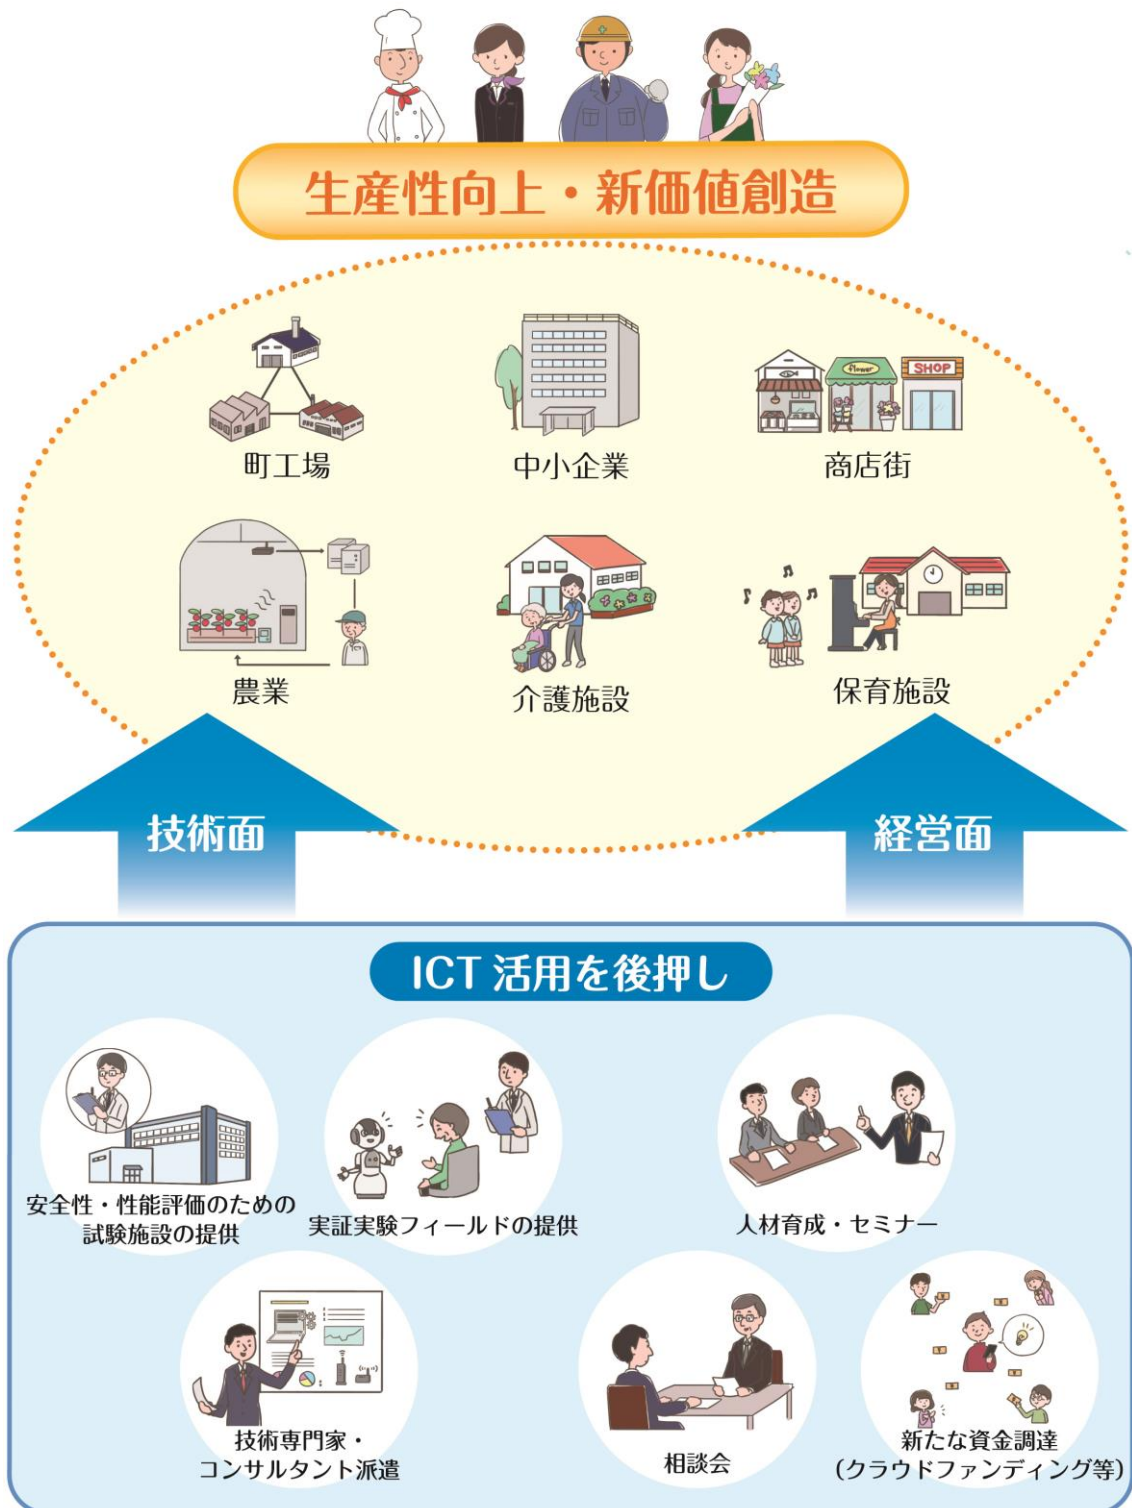 生産性向上・新価値創造
flower
SHOP
町工場
中小企業
商店街
農業
介護施設
保育施設
技術面
経営面
ICT 活用を後押し
安全性・性能評価のための
試験施設の提供
実証実験フィールドの提供
人材育成・セミナー
技術専門家・
コンサルタント派遣
相談会
新たな資金調達
(クラウドファンディング等)